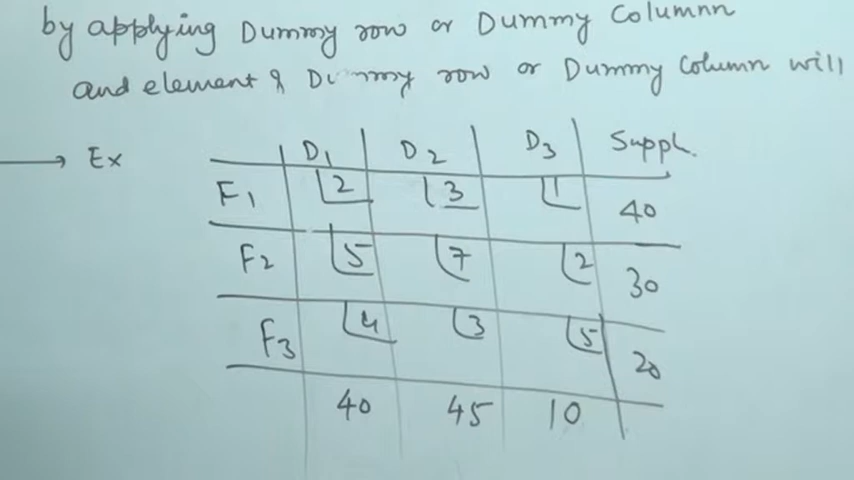 by applying Dummy row or Dummy Columnn
and element of Dummy row or Dummy Column will
→ Ex
D1 D2 D3 Suppl.
F1 2 3 1 40
F2 5 7 2 30
F3 4 3 5 20
40 45 10